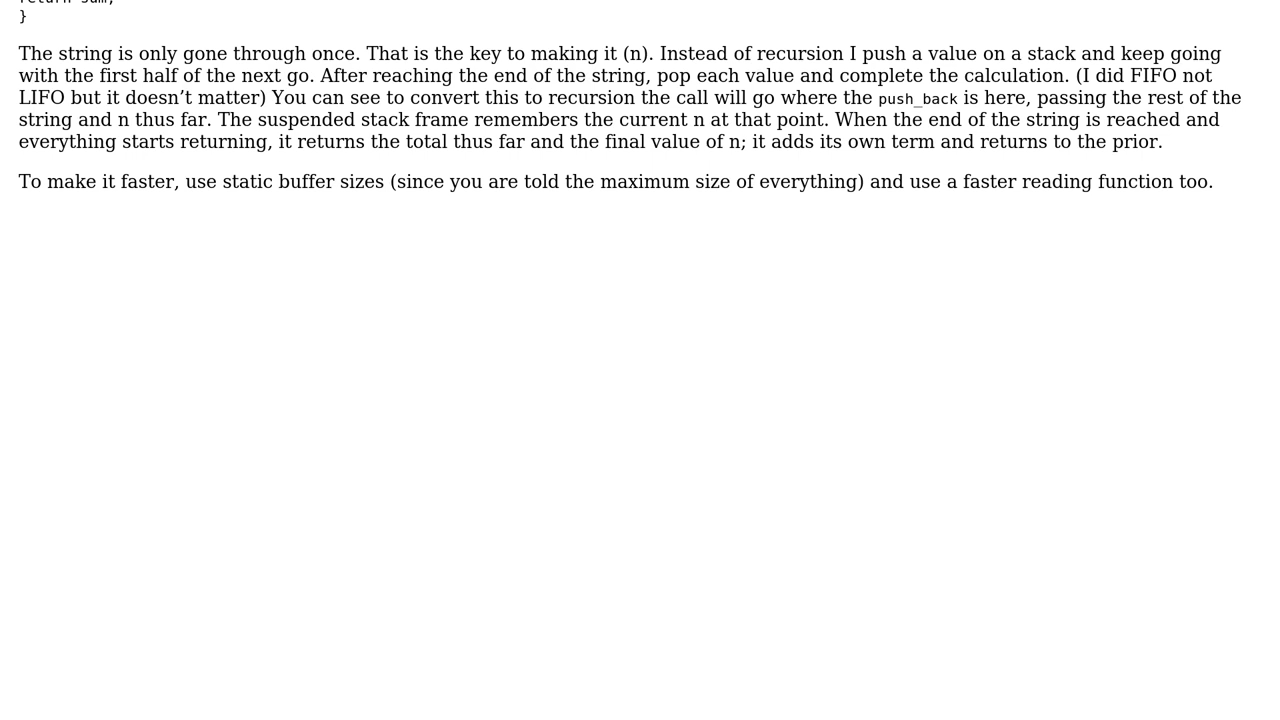 return sum;
}
The string is only gone through once. That is the key to making it (n). Instead of recursion I push a value on a stack and keep going
with the first half of the next go. After reaching the end of the string, pop each value and complete the calculation. (I did FIFO not
LIFO but it doesn’t matter) You can see to convert this to recursion the call will go where the push_back is here, passing the rest of the
string and n thus far. The suspended stack frame remembers the current n at that point. When the end of the string is reached and
everything starts returning, it returns the total thus far and the final value of n; it adds its own term and returns to the prior.
To make it faster, use static buffer sizes (since you are told the maximum size of everything) and use a faster reading function too.